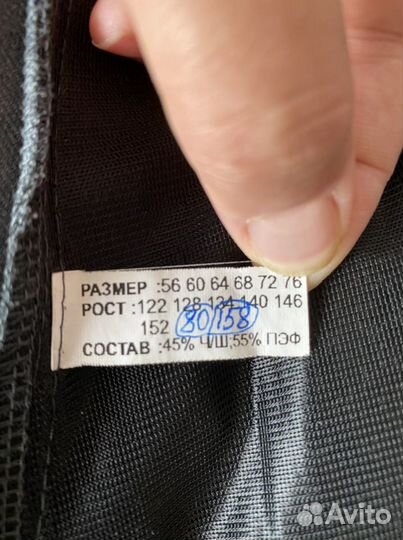 РАЗМЕР :56 60 64 68 72 76
РОСТ :122 128 134 140 146
152 80/158
СОСТАВ :45% Ч/Ш;55% ПЭФ
Avito